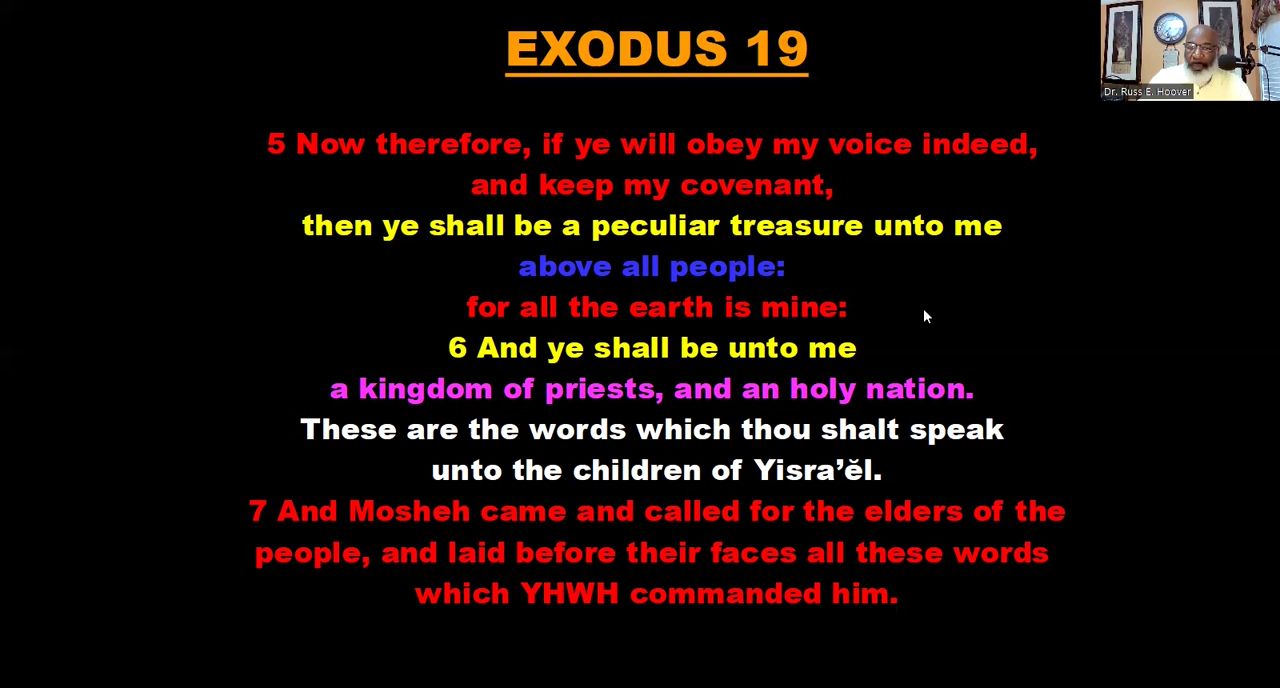 EXODUS 19
Dr. Russ E. Hoover
5 Now therefore, if ye will obey my voice indeed,
and keep my covenant,
then ye shall be a peculiar treasure unto me
above all people:
for all the earth is mine:
6 And ye shall be unto me
a kingdom of priests, and an holy nation.
These are the words which thou shalt speak
unto the children of Yisra’ĕl.
7 And Mosheh came and called for the elders of the
people, and laid before their faces all these words
which YHWH commanded him.